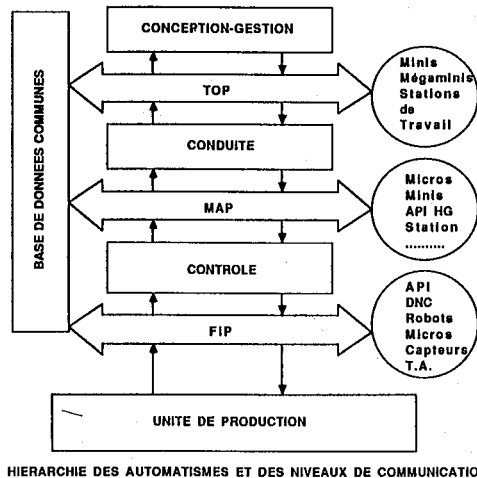 CONCEPTION-GESTION
BASE DE DONNEES COMMUNES
TOP
Minis
Mégaminis
Stations
de
Travail
CONDUITE
MAP
Micros
Minis
API HG
Station
..........
CONTROLE
FIP
API
DNC
Robots
Micros
Capteurs
T.A.
UNITE DE PRODUCTION
HIERARCHIE DES AUTOMATISMES ET DES NIVEAUX DE COMMUNICATIO